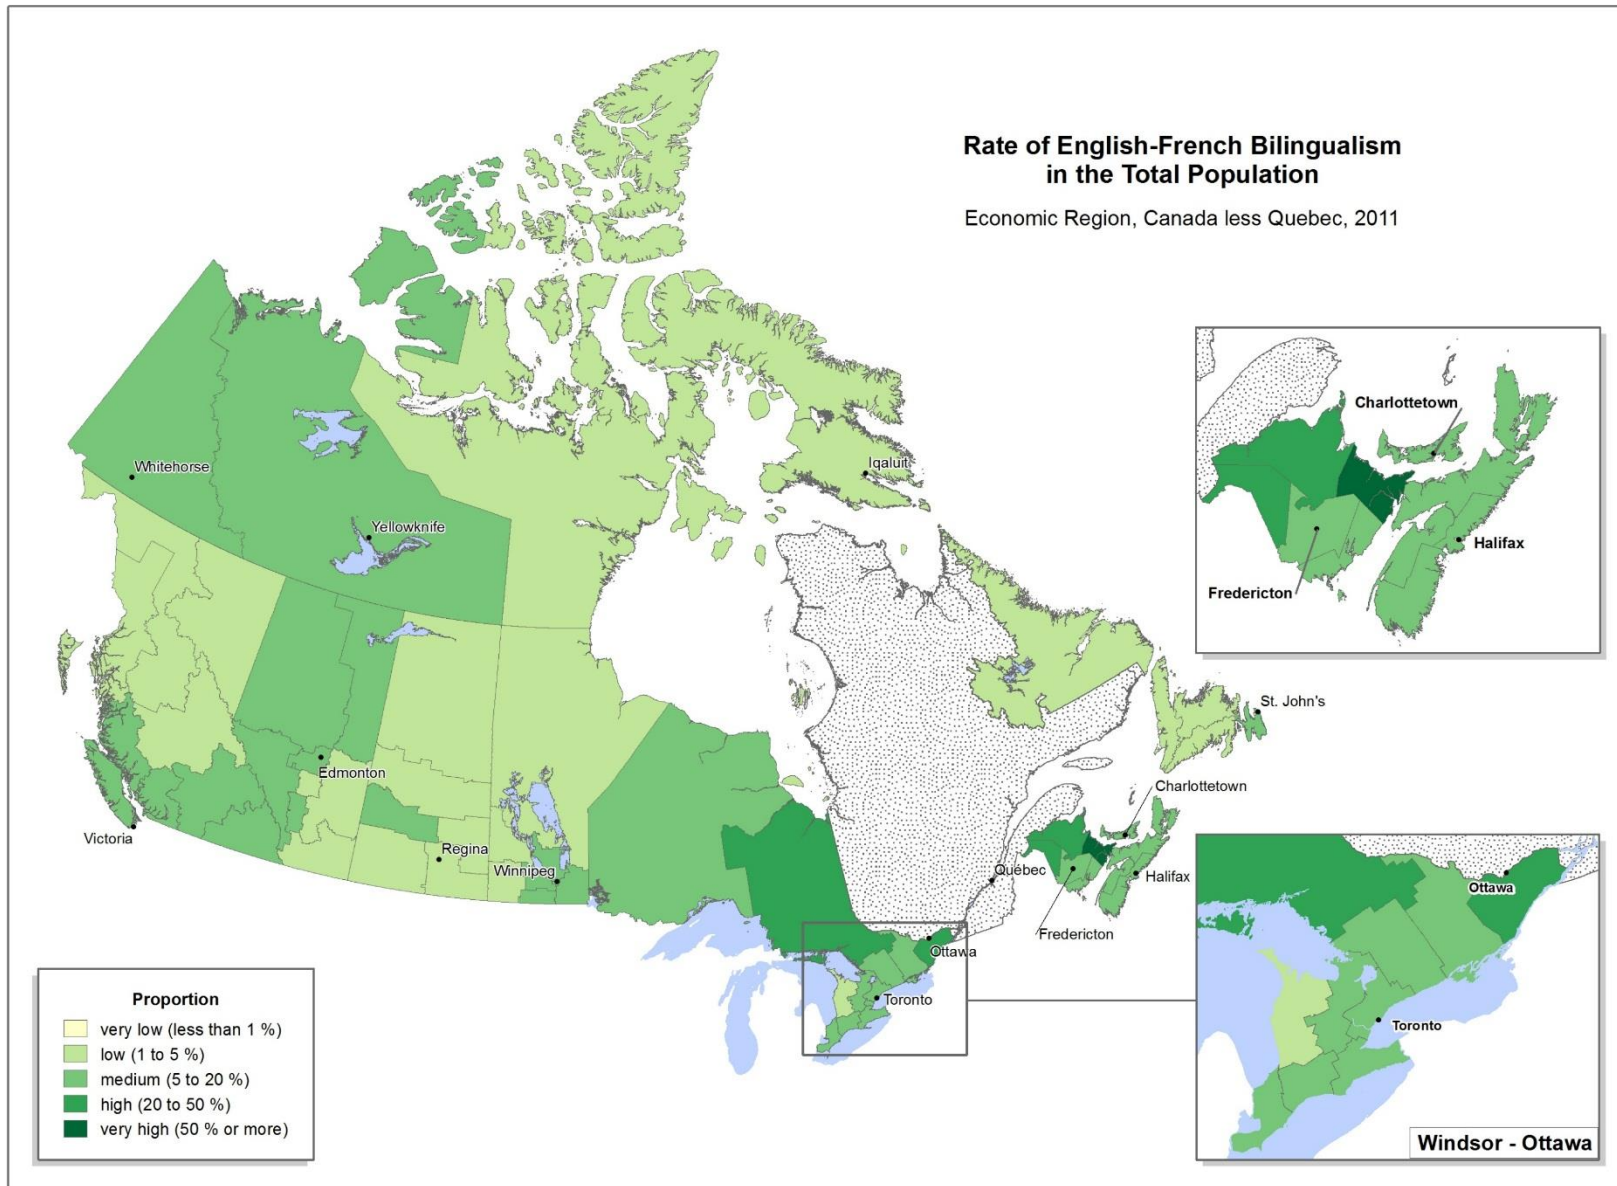 Rate of English-French Bilingualism
in the Total Population
Economic Region, Canada less Quebec, 2011
Whitehorse
Yellowknife
Iqaluit
Edmonton
Victoria
Regina
Winnipeg
St. John's
Charlottetown
Québec
Halifax
Fredericton
Ottawa
Toronto
Charlottetown
Halifax
Fredericton
Ottawa
Toronto
Windsor - Ottawa
Proportion
very low (less than 1 %)
low (1 to 5 %)
medium (5 to 20 %)
high (20 to 50 %)
very high (50 % or more)